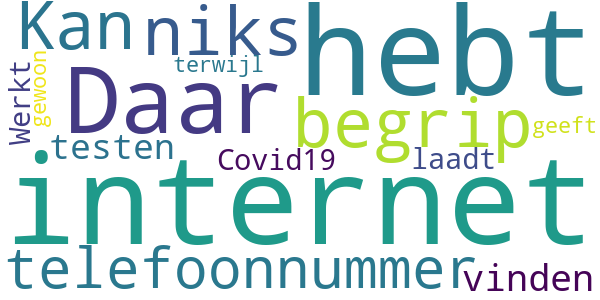 Kan niks hebt
terwijl
Werkt gewoon Daar begrip geeft
testen Covid19 laadt
internet
telefoonnummer vinden